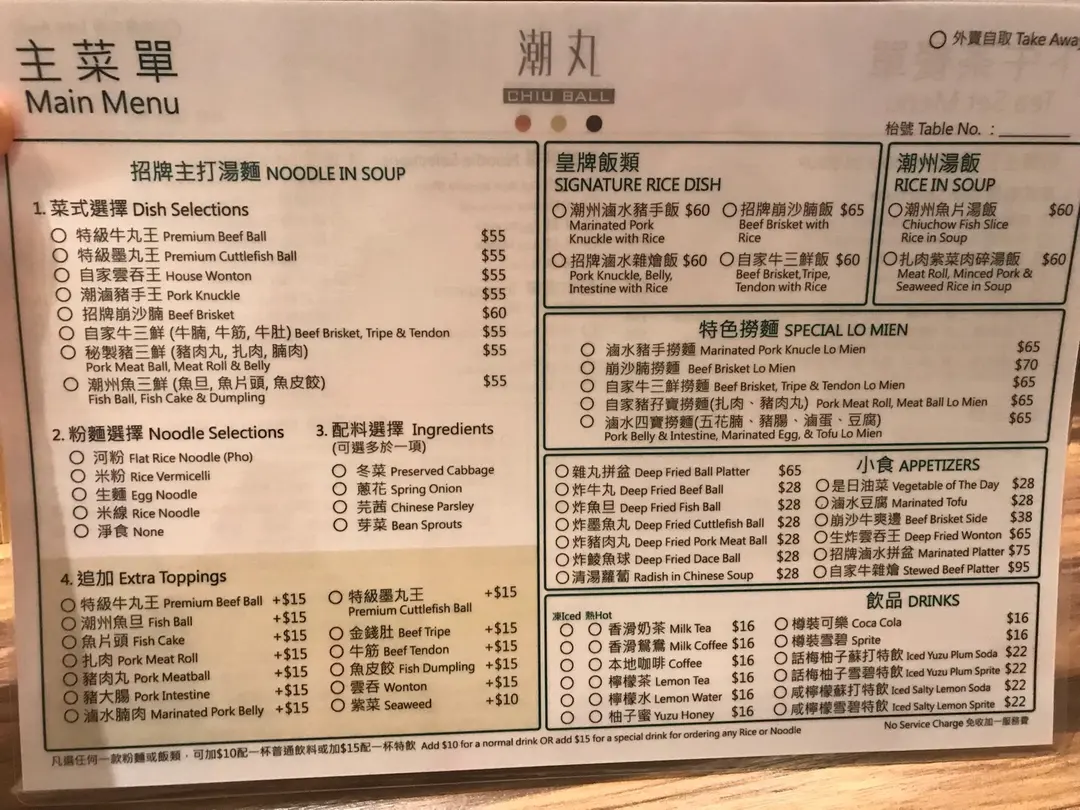 主菜單
Main Menu
潮丸
CHIU BALL
外賣自取 Take Away
枱號 Table No. : ________
招牌主打湯麵 NOODLE IN SOUP
1. 菜式選擇 Dish Selections
特級牛丸王 Premium Beef Ball $55
特級墨丸王 Premium Cuttlefish Ball $55
自家雲吞王 House Wonton $55
潮滷豬手王 Pork Knuckle $55
招牌崩沙腩 Beef Brisket $60
自家牛三鮮 (牛腩, 牛筋, 牛肚) Beef Brisket, Tripe & Tendon $55
秘製豬三鮮 (豬肉丸, 扎肉, 腩肉) $55
Pork Meat Ball, Meat Roll & Belly
潮州魚三鮮 (魚旦, 魚片頭, 魚皮餃) $55
Fish Ball, Fish Cake & Dumpling
2. 粉麵選擇 Noodle Selections
河粉 Flat Rice Noodle (Pho)
米粉 Rice Vermicelli
生麵 Egg Noodle
米線 Rice Noodle
淨食 None
3. 配料選擇 Ingredients
(可選多於一項)
冬菜 Preserved Cabbage
蔥花 Spring Onion
芫茜 Chinese Parsley
芽菜 Bean Sprouts
4. 追加 Extra Toppings
特級牛丸王 Premium Beef Ball +$15
潮州魚旦 Fish Ball +$15
魚片頭 Fish Cake +$15
扎肉 Pork Meat Roll +$15
豬肉丸 Pork Meatball +$15
豬大腸 Pork Intestine +$15
滷水腩肉 Marinated Pork Belly +$15
特級墨丸王 +$15
Premium Cuttlefish Ball
金錢肚 Beef Tripe +$15
牛筋 Beef Tendon +$15
魚皮餃 Fish Dumpling +$15
雲吞 Wonton +$15
紫菜 Seaweed +$10
皇牌飯類
SIGNATURE RICE DISH
潮州滷水豬手飯 $60
Marinated Pork
Knuckle with Rice
招牌崩沙腩飯 $65
Beef Brisket with
Rice
招牌滷水雜燴飯 $60
Pork Knuckle, Belly,
Intestine with Rice
自家牛三鮮飯 $60
Beef Brisket,Tripe,
Tendon with Rice
潮州湯飯
RICE IN SOUP
潮州魚片湯飯 $60
Chiuchow Fish Slice
Rice in Soup
扎肉紫菜肉碎湯飯 $60
Meat Roll, Minced Pork &
Seaweed Rice in Soup
特色撈麵 SPECIAL LO MIEN
滷水豬手撈麵 Marinated Pork Knucle Lo Mien $65
崩沙腩撈麵 Beef Brisket Lo Mien $70
自家牛三鮮撈麵 Beef Brisket, Tripe & Tendon Lo Mien $65
自家豬孖寶撈麵(扎肉、豬肉丸) Pork Meat Roll, Meat Ball Lo Mien $65
滷水四寶撈麵(五花腩、豬腸、滷蛋、豆腐) $65
Pork Belly & Intestine, Marinated Egg, & Tofu Lo Mien
小食 APPETIZERS
雜丸拼盆 Deep Fried Ball Platter $65
炸牛丸 Deep Fried Beef Ball $28
炸魚旦 Deep Fried Fish Ball $28
炸墨魚丸 Deep Fried Cuttlefish Ball $28
炸豬肉丸 Deep Fried Pork Meat Ball $28
炸鯪魚球 Deep Fried Dace Ball $28
清湯蘿蔔 Radish in Chinese Soup $28
是日油菜 Vegetable of The Day $28
滷水豆腐 Marinated Tofu $28
崩沙牛爽邊 Beef Brisket Side $38
生炸雲吞王 Deep Fried Wonton $65
招牌滷水拼盆 Marinated Platter $75
自家牛雜燴 Stewed Beef Platter $95
飲品 DRINKS
凍Iced 熱Hot
香滑奶茶 Milk Tea $16
香滑鴛鴦 Milk Coffee $16
本地咖啡 Coffee $16
檸檬茶 Lemon Tea $16
檸檬水 Lemon Water $16
柚子蜜 Yuzu Honey $16
樽裝可樂 Coca Cola $16
樽裝雪碧 Sprite $16
話梅柚子蘇打特飲 Iced Yuzu Plum Soda $22
話梅柚子雪碧特飲 Iced Yuzu Plum Sprite $22
咸檸檬蘇打特飲 Iced Salty Lemon Soda $22
咸檸檬雪碧特飲 Iced Salty Lemon Sprite $22
No Service Charge 免收加一服務費
凡選任何一款粉麵或飯類，可加$10配一杯普通飲料或加$15配一杯特飲 Add $10 for a normal drink OR add $15 for a special drink for ordering any Rice or Noodle